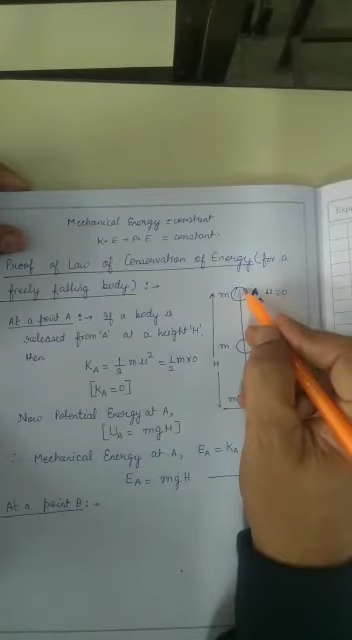 Mechanical Energy = constant
K.E + P.E = constant.
Proof of Law of Conservation of Energy (for a
freely falling body) :→
At a point A :→ If a body is
released from 'A' at a height 'H'.
then
K_A = 1/2 m u² = 1/2 m × 0
[K_A = 0]
Now Potential Energy at A,
[U_A = mgH]
∴ Mechanical Energy at A, E_A = K_A
E_A = mgH
At a point B :→
m A u=0
m
H
m
Expe